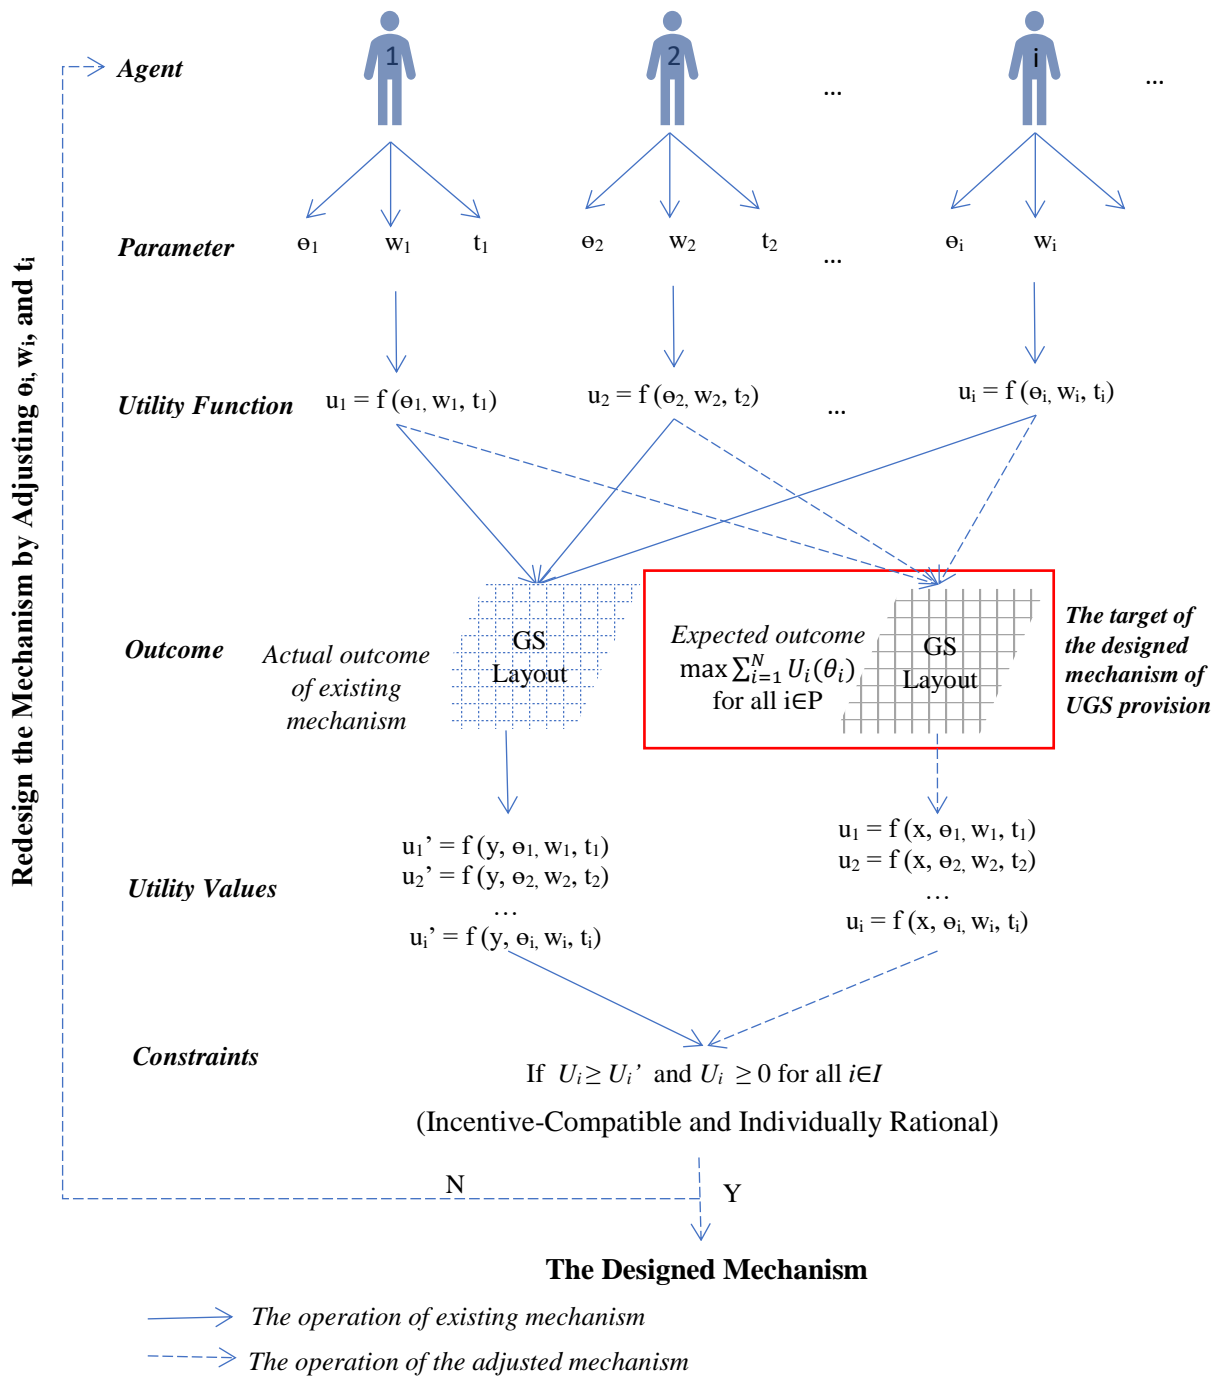 1
2
i
Agent
...
...
ɵ1 w1 t1
ɵ2 w2 t2
ɵi wi
Parameter
...
Utility Function
u1 = f (ɵ1, w1, t1)
u2 = f (ɵ2, w2, t2)
...
ui = f (ɵi, wi, ti)
Redesign the Mechanism by Adjusting ɵi, wi, and ti
Outcome
Actual outcome
of existing
mechanism
GS
Layout
Expected outcome
max ∑_{i=1}^{N} U_i(θ_i)
for all i∈P
GS
Layout
The target of
the designed
mechanism of
UGS provision
Utility Values
u1’ = f (y, ɵ1, w1, t1)
u2’ = f (y, ɵ2, w2, t2)
…
ui’ = f (y, ɵi, wi, ti)
u1 = f (x, ɵ1, w1, t1)
u2 = f (x, ɵ2, w2, t2)
…
ui = f (x, ɵi, wi, ti)
Constraints
If Ui ≥ Ui’ and Ui ≥ 0 for all i∈I
(Incentive-Compatible and Individually Rational)
N
Y
The Designed Mechanism
The operation of existing mechanism
The operation of the adjusted mechanism